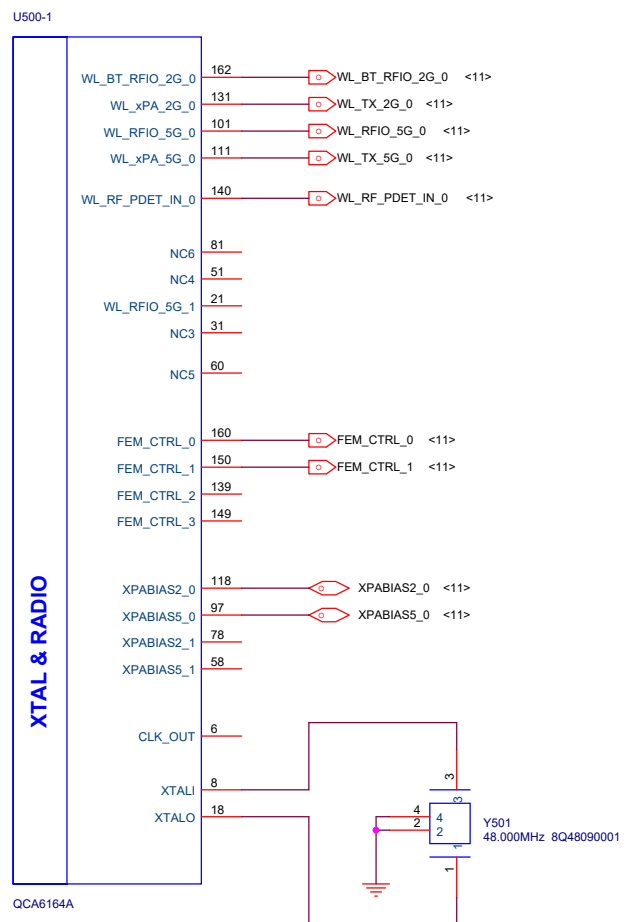 U500-1
WL_BT_RFIO_2G_0 162 WL_BT_RFIO_2G_0 <11>
WL_xPA_2G_0 131 WL_TX_2G_0 <11>
WL_RFIO_5G_0 101 WL_RFIO_5G_0 <11>
WL_xPA_5G_0 111 WL_TX_5G_0 <11>
WL_RF_PDET_IN_0 140 WL_RF_PDET_IN_0 <11>
NC6 81
NC4 51
WL_RFIO_5G_1 21
NC3 31
NC5 60
FEM_CTRL_0 160 FEM_CTRL_0 <11>
FEM_CTRL_1 150 FEM_CTRL_1 <11>
FEM_CTRL_2 139
FEM_CTRL_3 149
XPABIAS2_0 118 XPABIAS2_0 <11>
XPABIAS5_0 97 XPABIAS5_0 <11>
XPABIAS2_1 78
XPABIAS5_1 58
XTAL & RADIO
CLK_OUT 6
XTALI 8
XTALO 18
3
3
4 4
2 2
1
1
Y501
48.000MHz 8Q48090001
QCA6164A